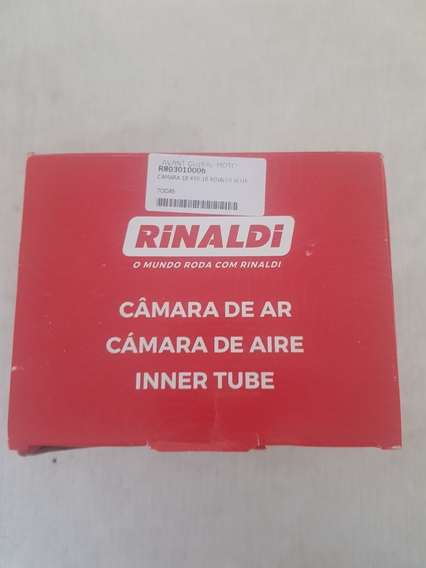 AVANT MOTO
R803010006
CAMARA 18 450-18 RINALDI
TODAS
RiNALDi
O MUNDO RODA COM RINALDI
CÂMARA DE AR
CÁMARA DE AIRE
INNER TUBE